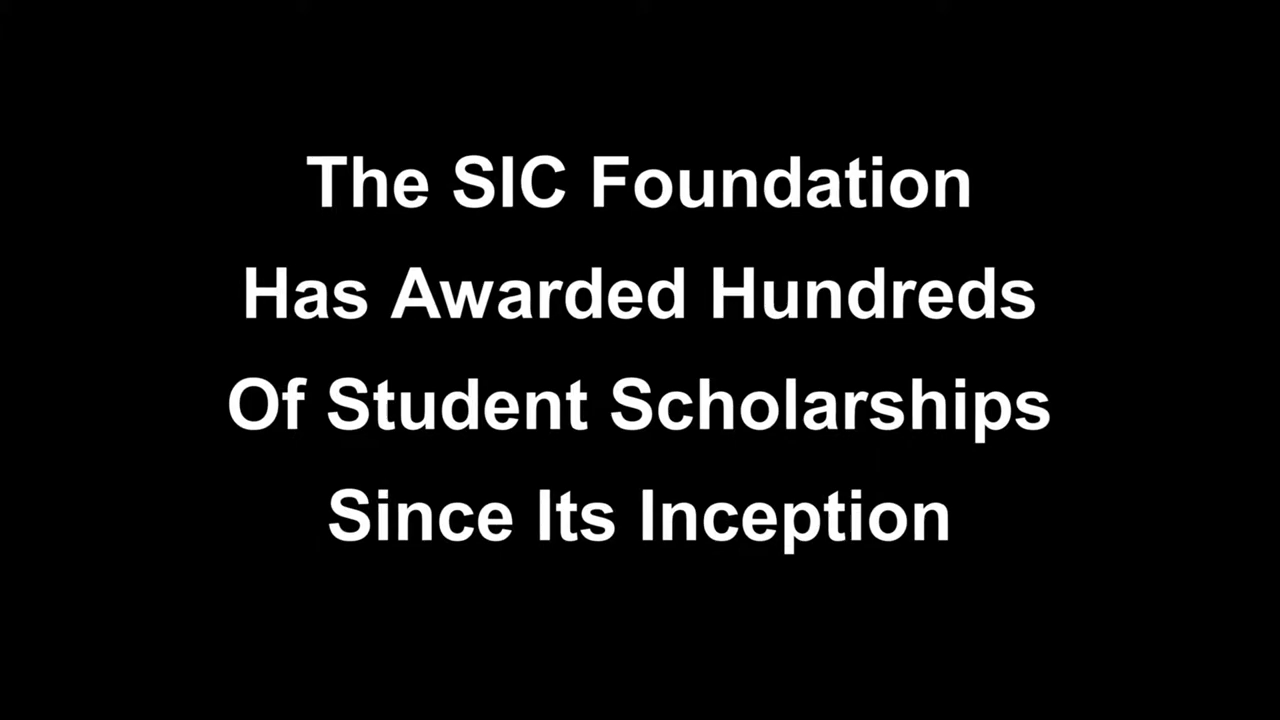 The SIC Foundation
Has Awarded Hundreds
Of Student Scholarships
Since Its Inception